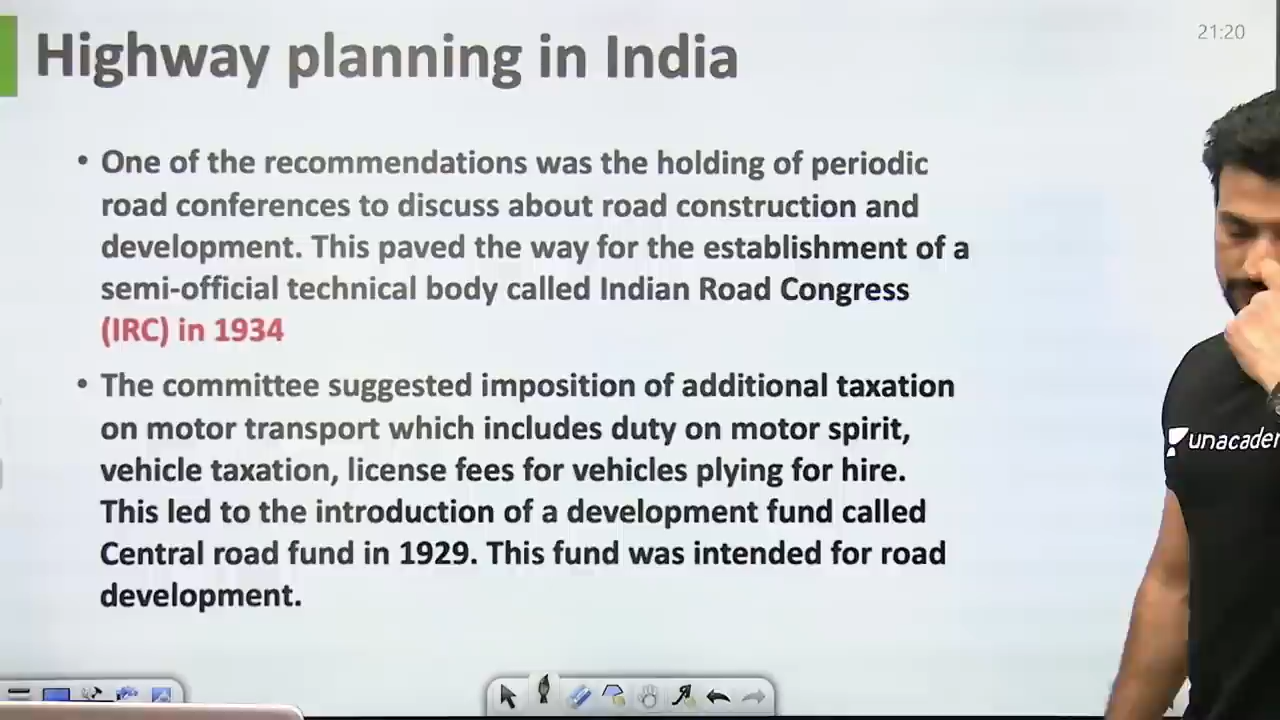 21:20
Highway planning in India
• One of the recommendations was the holding of periodic
road conferences to discuss about road construction and
development. This paved the way for the establishment of a
semi-official technical body called Indian Road Congress
(IRC) in 1934
• The committee suggested imposition of additional taxation
on motor transport which includes duty on motor spirit,
vehicle taxation, license fees for vehicles plying for hire.
This led to the introduction of a development fund called
Central road fund in 1929. This fund was intended for road
development.
unacadem